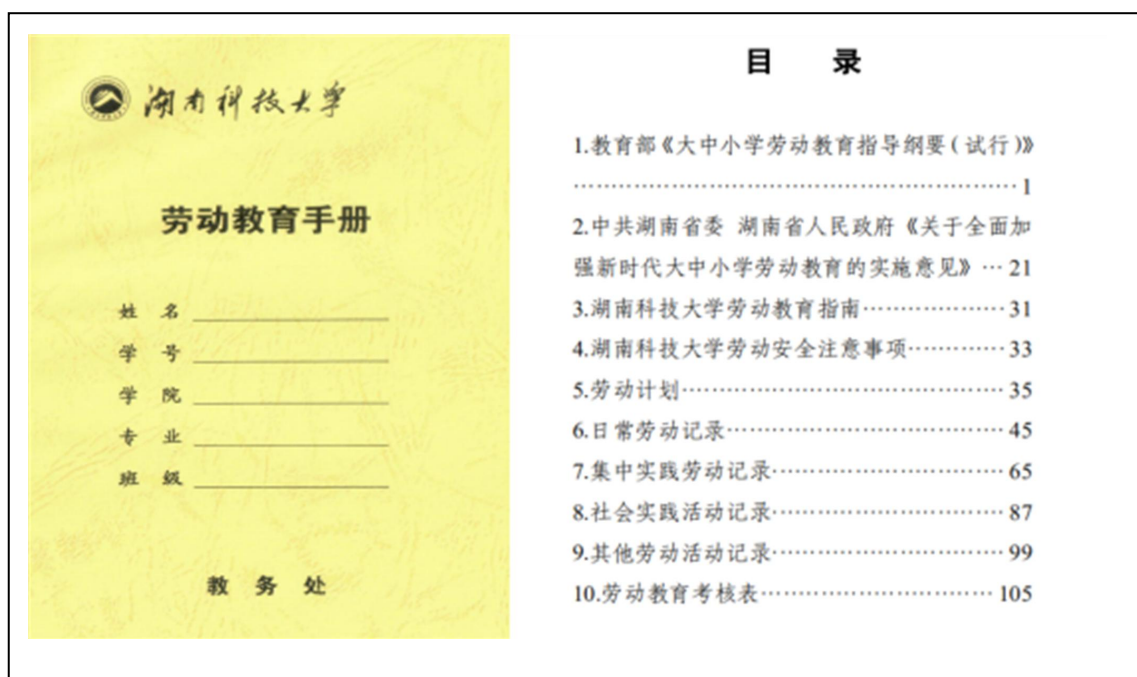 湖南科技大学
劳动教育手册
姓 名
学 号
学 院
专 业
班 级
教 务 处
目 录
1.教育部《大中小学劳动教育指导纲要(试行)》
…………………………………………………… 1
2.中共湖南省委 湖南省人民政府《关于全面加
强新时代大中小学劳动教育的实施意见》… 21
3.湖南科技大学劳动教育指南………………… 31
4.湖南科技大学劳动安全注意事项…………… 33
5.劳动计划……………………………………… 35
6.日常劳动记录………………………………… 45
7.集中实践劳动记录…………………………… 65
8.社会实践活动记录…………………………… 87
9.其他劳动活动记录…………………………… 99
10.劳动教育考核表…………………………… 105